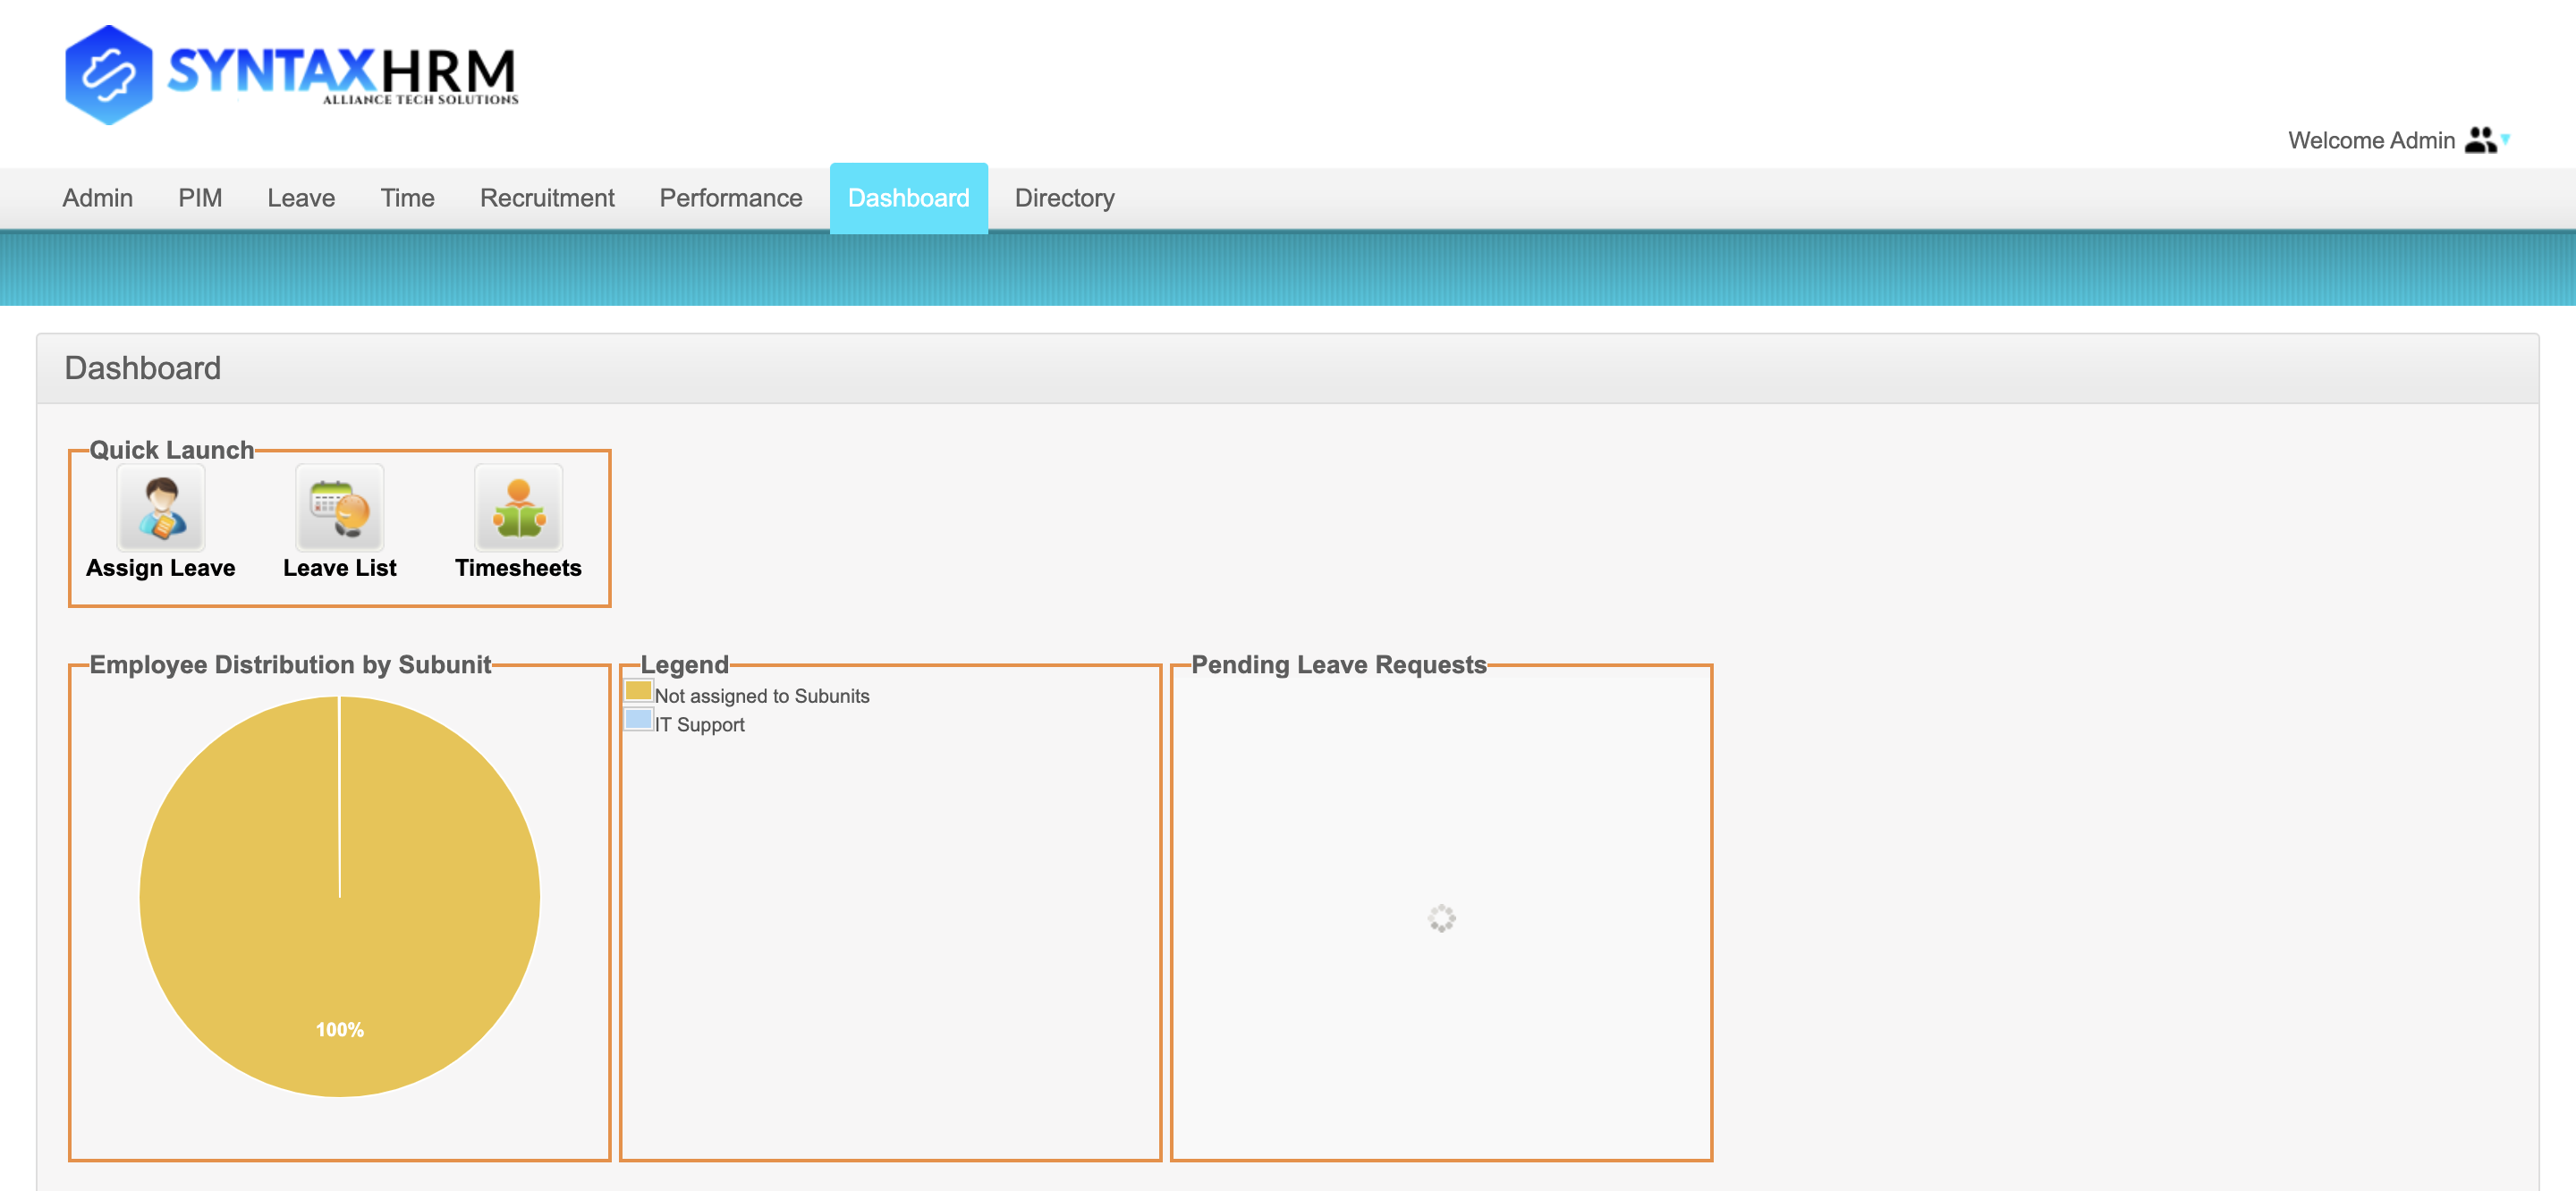 SYNTAXHRM
ALLIANCE TECH SOLUTIONS
Welcome Admin
Admin PIM Leave Time Recruitment Performance Dashboard Directory
Dashboard
Quick Launch
Assign Leave Leave List Timesheets
Employee Distribution by Subunit
100%
Legend
Not assigned to Subunits
IT Support
Pending Leave Requests